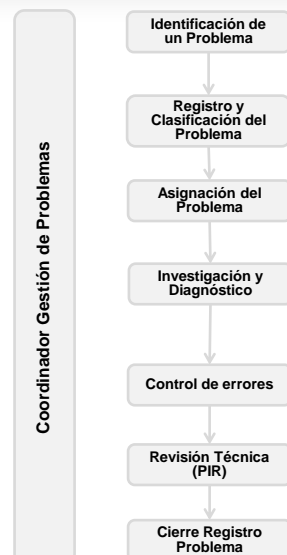 Coordinador Gestión de Problemas
Identificación de
un Problema
Registro y
Clasificación del
Problema
Asignación del
Problema
Investigación y
Diagnóstico
Control de errores
Revisión Técnica
(PIR)
Cierre Registro
Problema